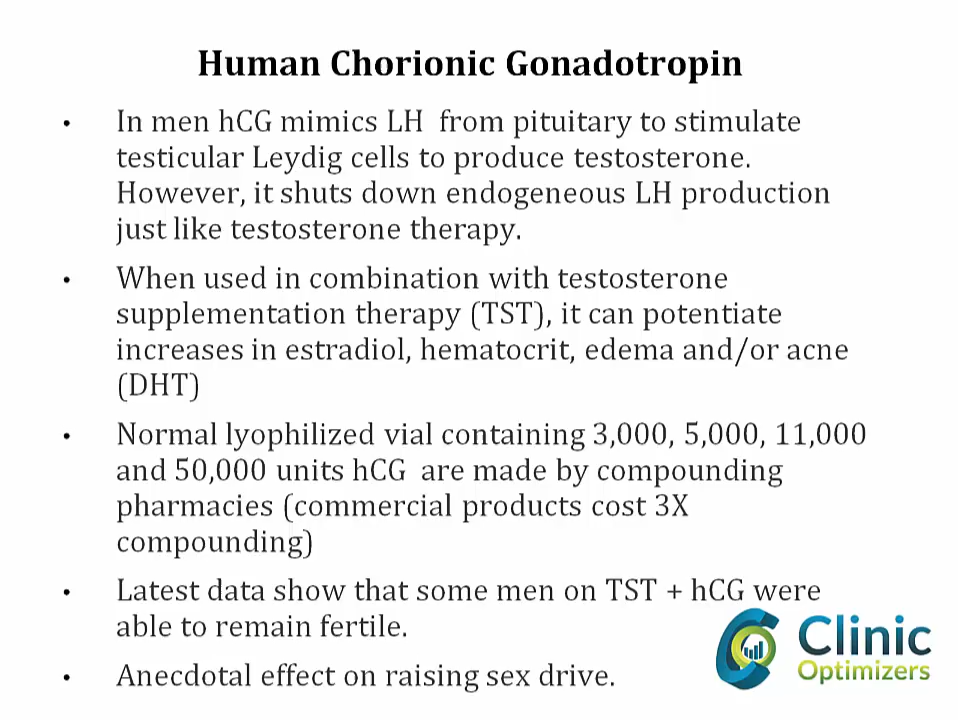 Human Chorionic Gonadotropin
• In men hCG mimics LH from pituitary to stimulate
testicular Leydig cells to produce testosterone.
However, it shuts down endogeneous LH production
just like testosterone therapy.
• When used in combination with testosterone
supplementation therapy (TST), it can potentiate
increases in estradiol, hematocrit, edema and/or acne
(DHT)
• Normal lyophilized vial containing 3,000, 5,000, 11,000
and 50,000 units hCG are made by compounding
pharmacies (commercial products cost 3X
compounding)
• Latest data show that some men on TST + hCG were
able to remain fertile.
• Anecdotal effect on raising sex drive.
Clinic
Optimizers